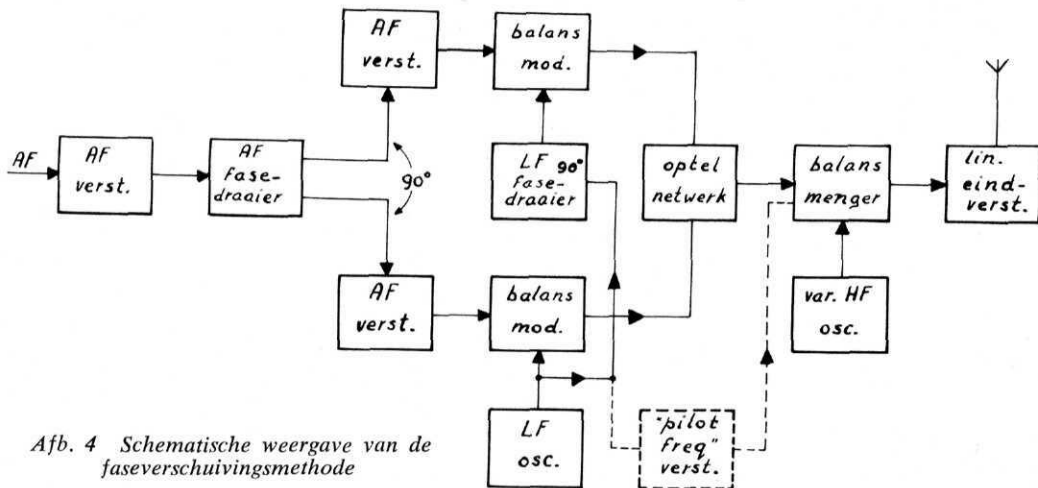 AF
verst.
balans
mod.
AF
AF
verst.
AF
fase-
draaier
90°
LF 90°
fase-
draaier
optel
netwerk
balans
menger
lin.
eind-
verst.
AF
verst.
balans
mod.
var. HF
osc.
LF
osc.
"pilot
freq"
verst.
Afb. 4 Schematische weergave van de
faseverschuivingsmethode